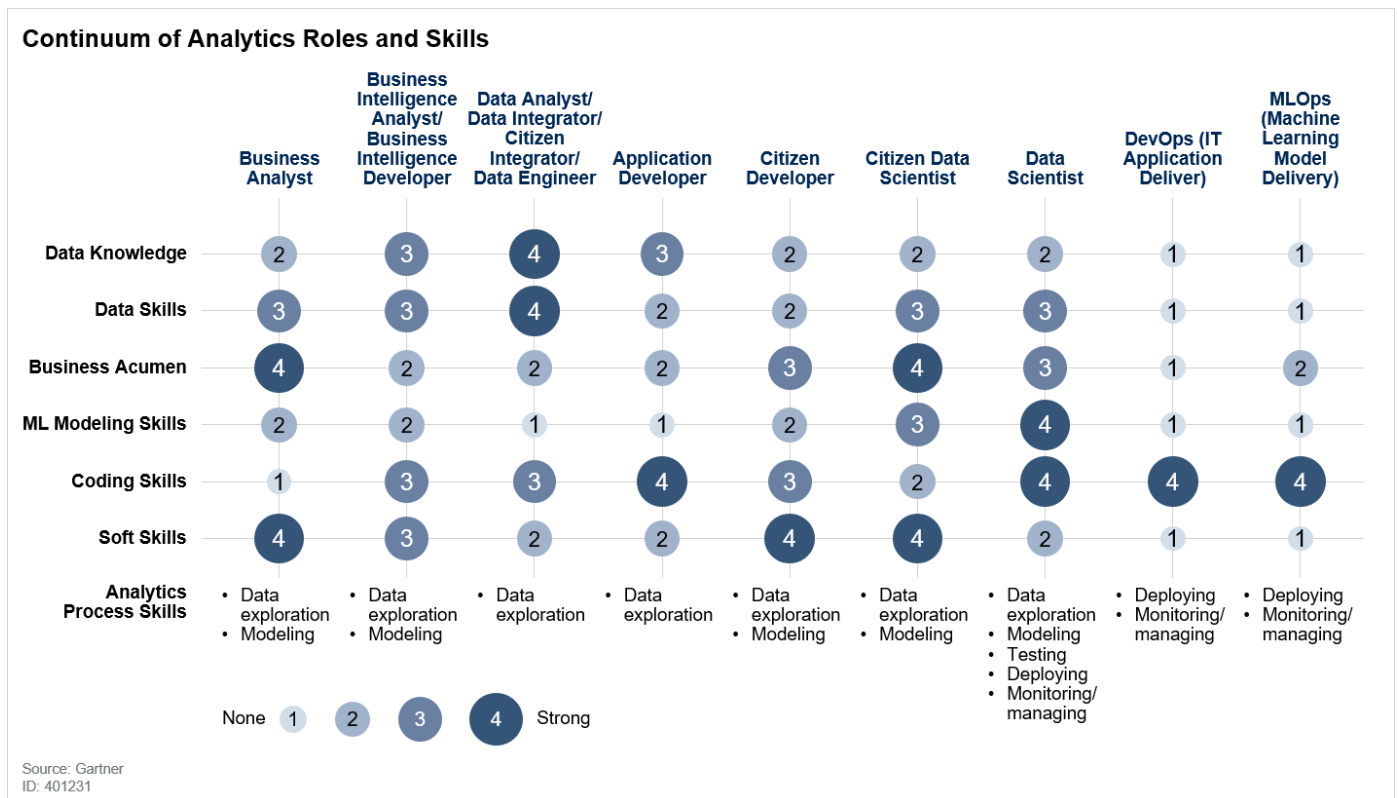 Continuum of Analytics Roles and Skills
Business
Analyst
Business
Intelligence
Analyst/
Business
Intelligence
Developer
Data Analyst/
Data Integrator/
Citizen
Integrator/
Data Engineer
Application
Developer
Citizen
Developer
Citizen Data
Scientist
Data
Scientist
DevOps (IT
Application
Deliver)
MLOps
(Machine
Learning
Model
Delivery)
Data Knowledge 2 3 4 3 2 2 2 1 1
Data Skills 3 3 4 2 2 3 3 1 1
Business Acumen 4 2 2 2 3 4 3 1 2
ML Modeling Skills 2 2 1 1 2 3 4 1 1
Coding Skills 1 3 3 4 3 2 4 4 4
Soft Skills 4 3 2 2 4 4 2 1 1
Analytics
Process Skills
• Data
exploration
• Modeling
• Data
exploration
• Modeling
• Data
exploration
• Data
exploration
• Data
exploration
• Modeling
• Data
exploration
• Modeling
• Data
exploration
• Modeling
• Testing
• Deploying
• Monitoring/
managing
• Deploying
• Monitoring/
managing
• Deploying
• Monitoring/
managing
None 1 2 3 4 Strong
Source: Gartner
ID: 401231